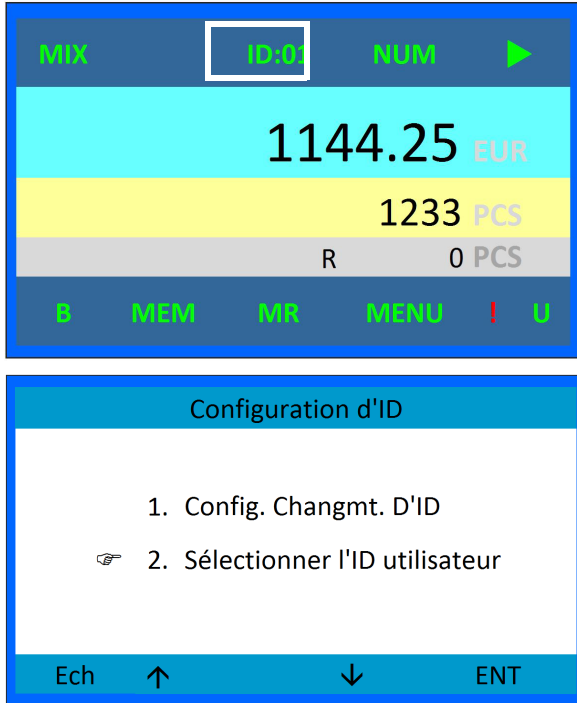 MIX ID:01 NUM
1144.25 EUR
1233 PCS
R 0 PCS
B MEM MR MENU ! U
Configuration d'ID
1. Config. Changmt. D'ID
2. Sélectionner l'ID utilisateur
Ech ↑ ↓ ENT